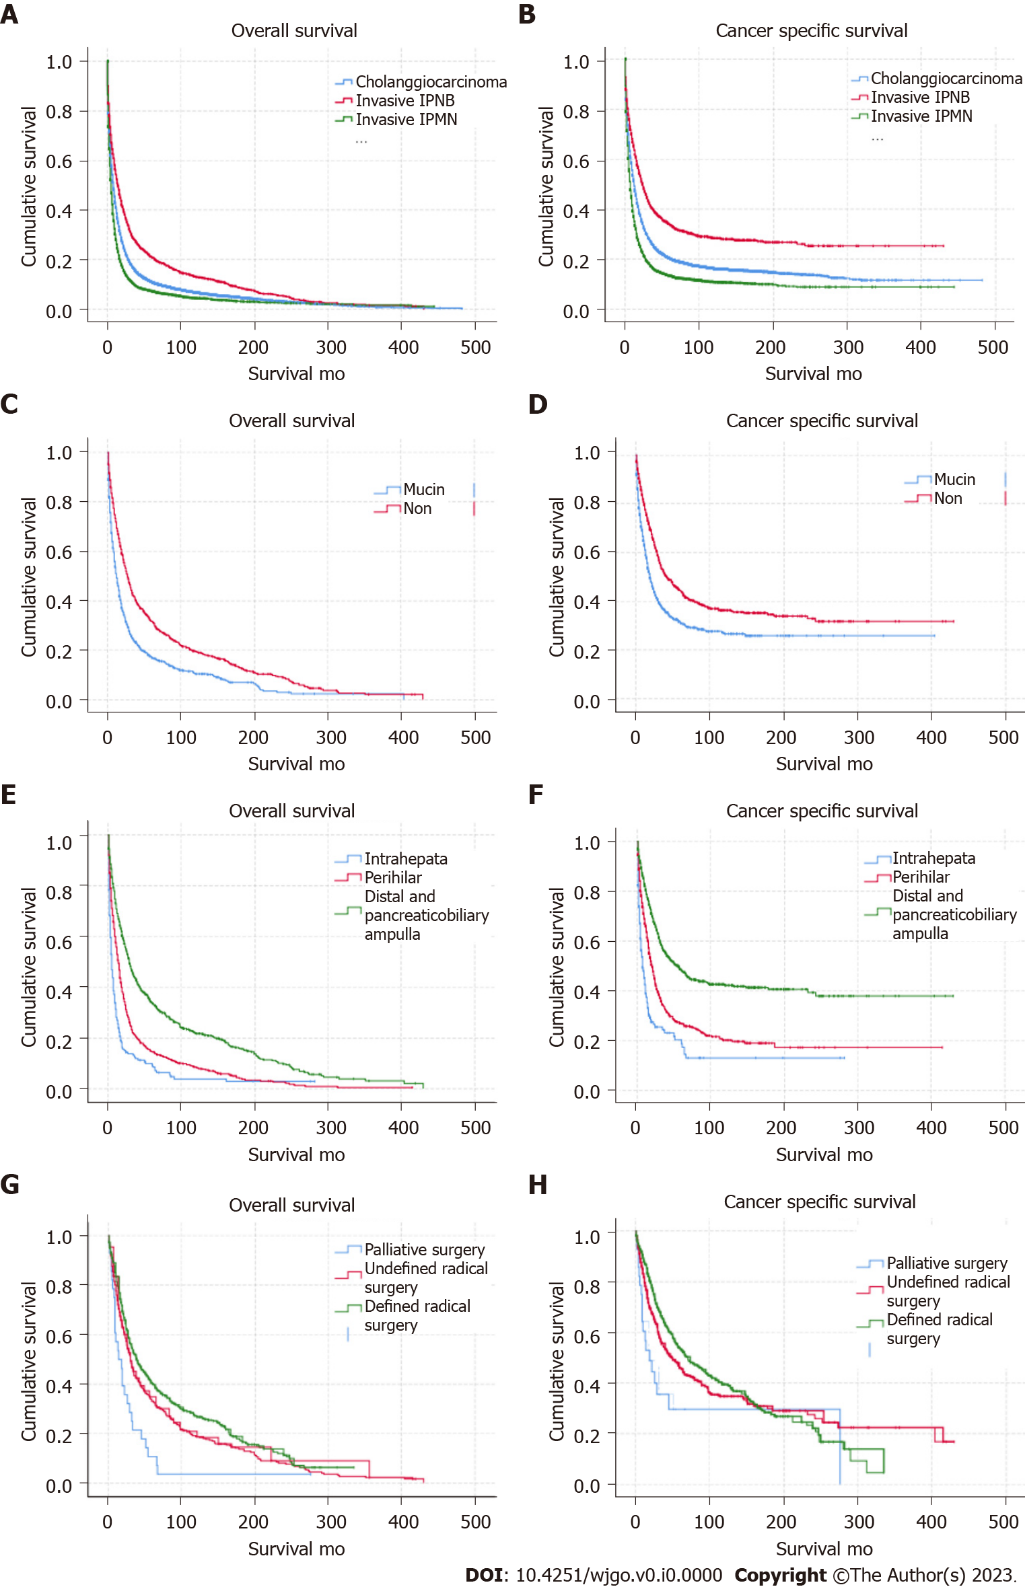 A
Overall survival
Cumulative survival
1.0
0.8
0.6
0.4
0.2
0.0
Cholanggiocarcinoma
Invasive IPNB
Invasive IPMN
...
0 100 200 300 400 500
Survival mo
B
Cancer specific survival
Cumulative survival
1.0
0.8
0.6
0.4
0.2
0.0
Cholanggiocarcinoma
Invasive IPNB
Invasive IPMN
...
0 100 200 300 400 500
Survival mo
C
Overall survival
Cumulative survival
1.0
0.8
0.6
0.4
0.2
0.0
Mucin
Non
0 100 200 300 400 500
Survival mo
D
Cancer specific survival
Cumulative survival
1.0
0.8
0.6
0.4
0.2
0.0
Mucin
Non
0 100 200 300 400 500
Survival mo
E
Overall survival
Cumulative survival
1.0
0.8
0.6
0.4
0.2
0.0
Intrahepata
Perihilar
Distal and
pancreaticobiliary
ampulla
0 100 200 300 400 500
Survival mo
F
Cancer specific survival
Cumulative survival
1.0
0.8
0.6
0.4
0.2
0.0
Intrahepata
Perihilar
Distal and
pancreaticobiliary
ampulla
0 100 200 300 400 500
Survival mo
G
Overall survival
Cumulative survival
1.0
0.8
0.6
0.4
0.2
0.0
Palliative surgery
Undefined radical
surgery
Defined radical
surgery
0 100 200 300 400 500
Survival mo
H
Cancer specific survival
Cumulative survival
1.0
0.8
0.6
0.4
0.2
0.0
Palliative surgery
Undefined radical
surgery
Defined radical
surgery
0 100 200 300 400 500
Survival mo
DOI: 10.4251/wjgo.v0.i0.0000 Copyright ©The Author(s) 2023.